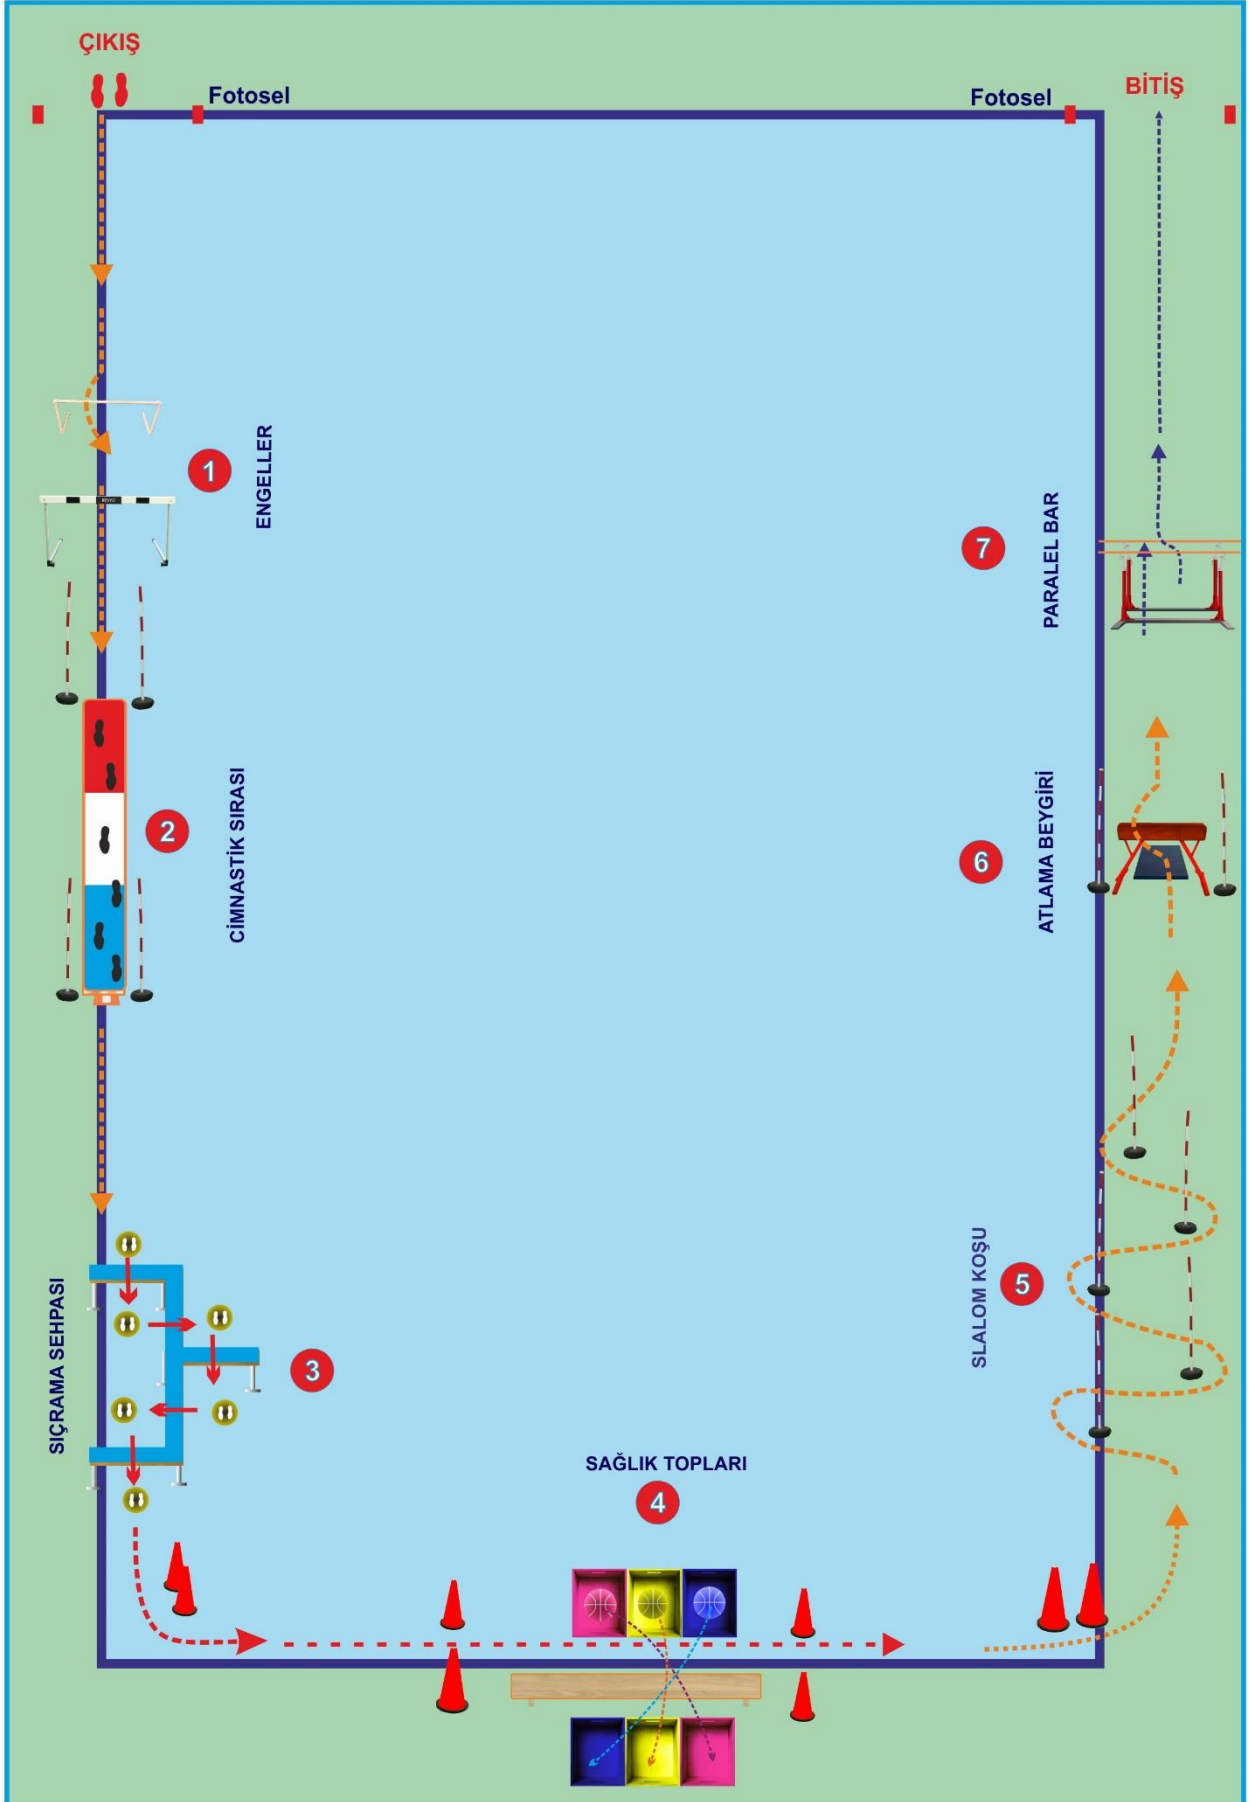 ÇIKIŞ
Fotosel
Fotosel
BİTİŞ
1
ENGELLER
7
PARALEL BAR
2
CİMNASTİK SIRASI
6
ATLAMA BEYGİRİ
3
SIÇRAMA SEHPASI
5
SLALOM KOŞU
SAĞLIK TOPLARI
4